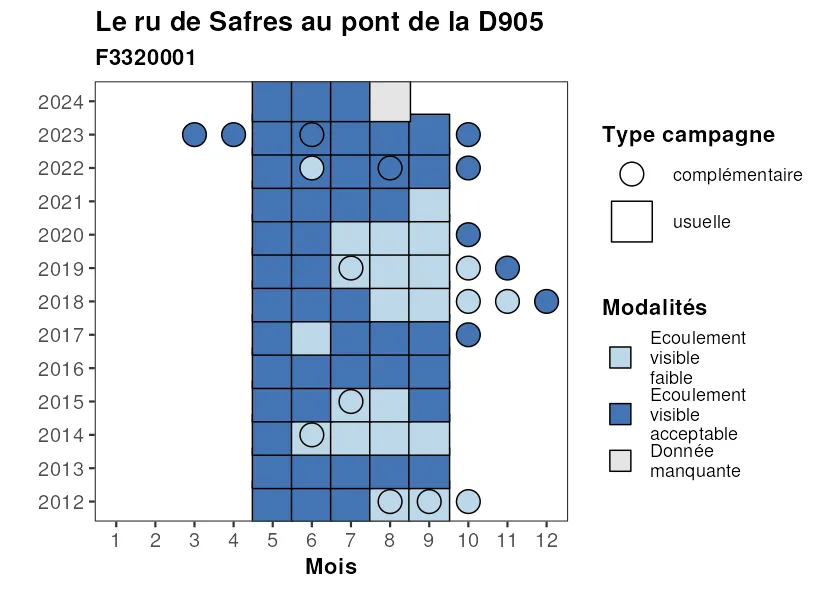 Le ru de Safres au pont de la D905
F3320001
2024
2023
2022
2021
2020
2019
2018
2017
2016
2015
2014
2013
2012
1 2 3 4 5 6 7 8 9 10 11 12
Mois
Type campagne
complémentaire
usuelle
Modalités
Ecoulement
visible
faible
Ecoulement
visible
acceptable
Donnée
manquante